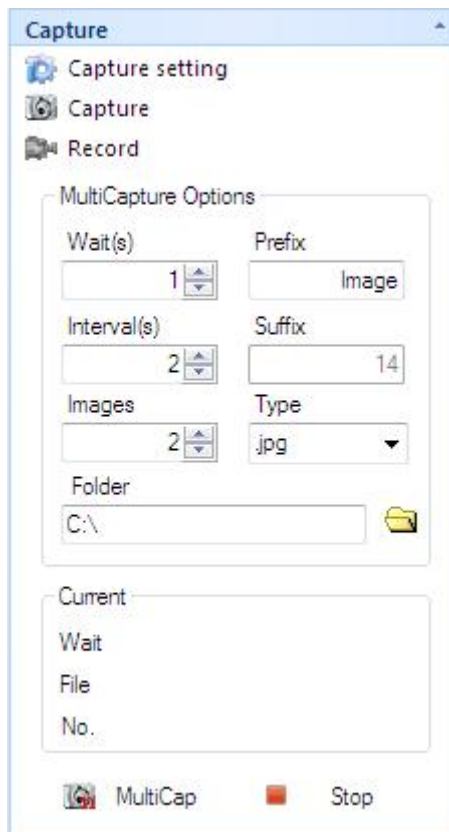 Capture
Capture setting
Capture
Record
MultiCapture Options
Wait(s) Prefix
1 Image
Interval(s) Suffix
2 14
Images Type
2 .jpg
Folder
C:\
Current
Wait
File
No.
MultiCap Stop